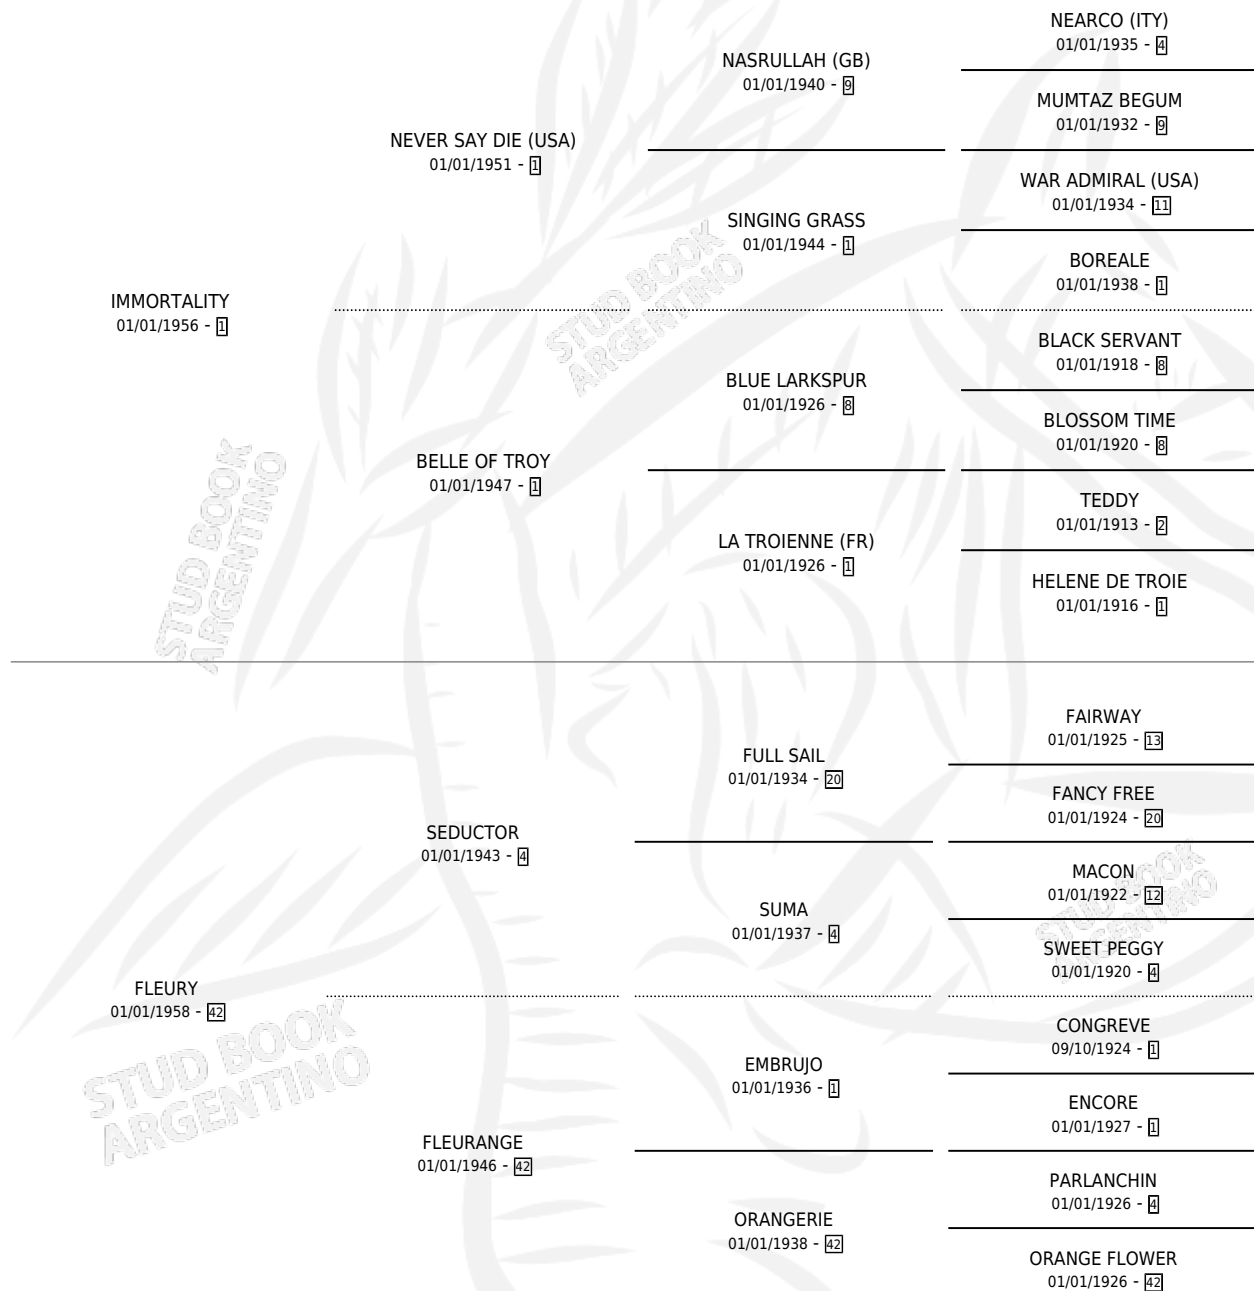 NEARCO (ITY)
01/01/1935 - 4
NASRULLAH (GB)
01/01/1940 - 9
MUMTAZ BEGUM
01/01/1932 - 9
NEVER SAY DIE (USA)
01/01/1951 - 1
WAR ADMIRAL (USA)
01/01/1934 - 11
SINGING GRASS
01/01/1944 - 1
BOREALE
01/01/1938 - 1
IMMORTALITY
01/01/1956 - 1
BLACK SERVANT
01/01/1918 - 8
BLUE LARKSPUR
01/01/1926 - 8
BLOSSOM TIME
01/01/1920 - 8
BELLE OF TROY
01/01/1947 - 1
TEDDY
01/01/1913 - 2
LA TROIENNE (FR)
01/01/1926 - 1
HELENE DE TROIE
01/01/1916 - 1
FAIRWAY
01/01/1925 - 13
FULL SAIL
01/01/1934 - 20
FANCY FREE
01/01/1924 - 20
SEDUCTOR
01/01/1943 - 4
MACON
01/01/1922 - 12
SUMA
01/01/1937 - 4
SWEET PEGGY
01/01/1920 - 4
FLEURY
01/01/1958 - 42
CONGREVE
09/10/1924 - 1
EMBRUJO
01/01/1936 - 1
ENCORE
01/01/1927 - 1
FLEURANGE
01/01/1946 - 42
PARLANCHIN
01/01/1926 - 4
ORANGERIE
01/01/1938 - 42
ORANGE FLOWER
01/01/1926 - 42
STUD BOOK
ARGENTINO
STUD BOOK
ARGENTINO
STUD BOOK
ARGENTINO
STUD BOOK
ARGENTINO